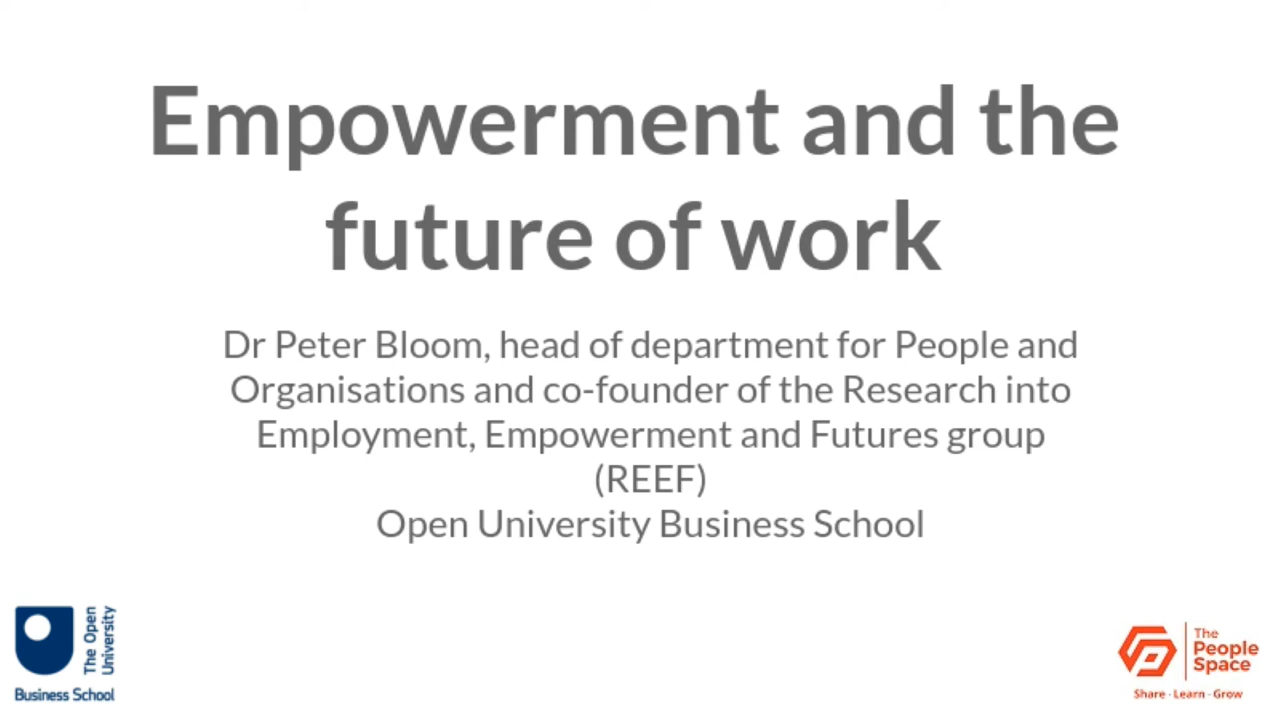 Empowerment and the
future of work
Dr Peter Bloom, head of department for People and
Organisations and co-founder of the Research into
Employment, Empowerment and Futures group
(REEF)
Open University Business School
The Open
University
Business School
The
People
Space
Share · Learn · Grow